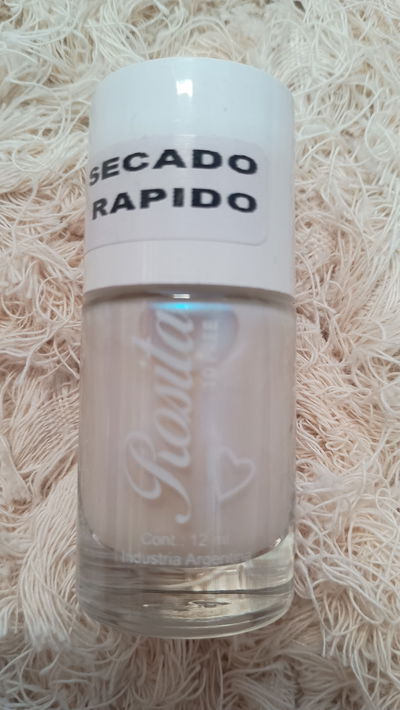 SECADO
RAPIDO
Rosita
Cont.: 12 ml
Industria Argentina